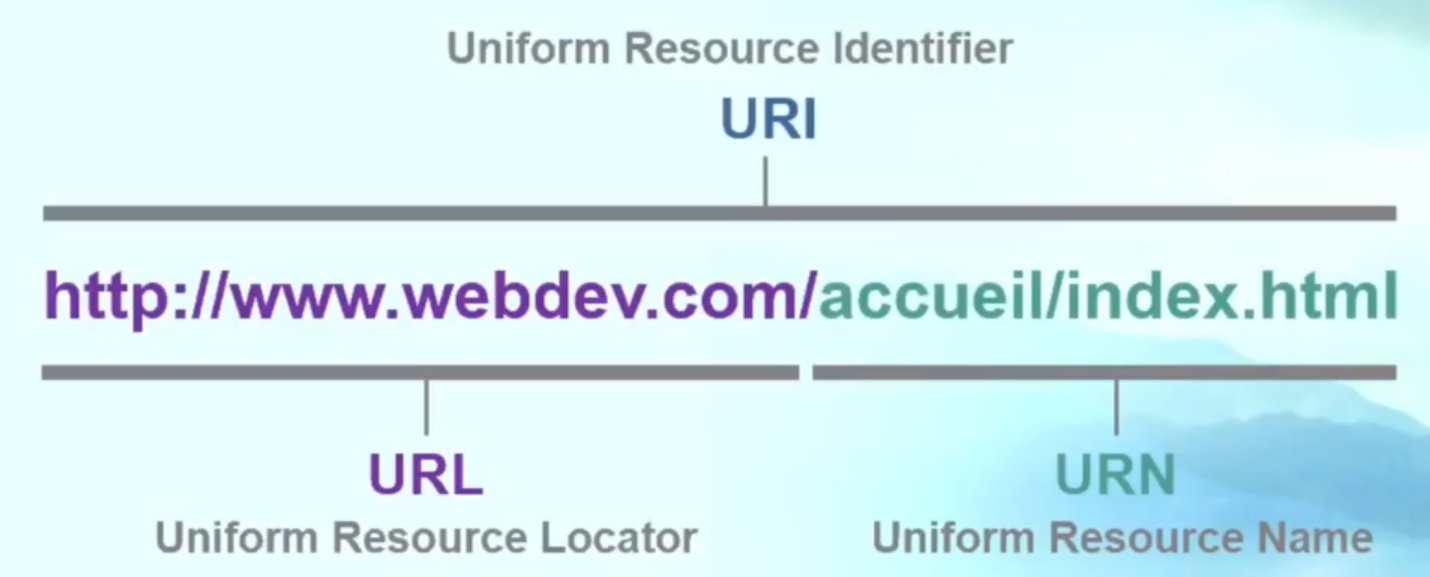 Uniform Resource Identifier
URI
http://www.webdev.com/accueil/index.html
URL
Uniform Resource Locator
URN
Uniform Resource Name